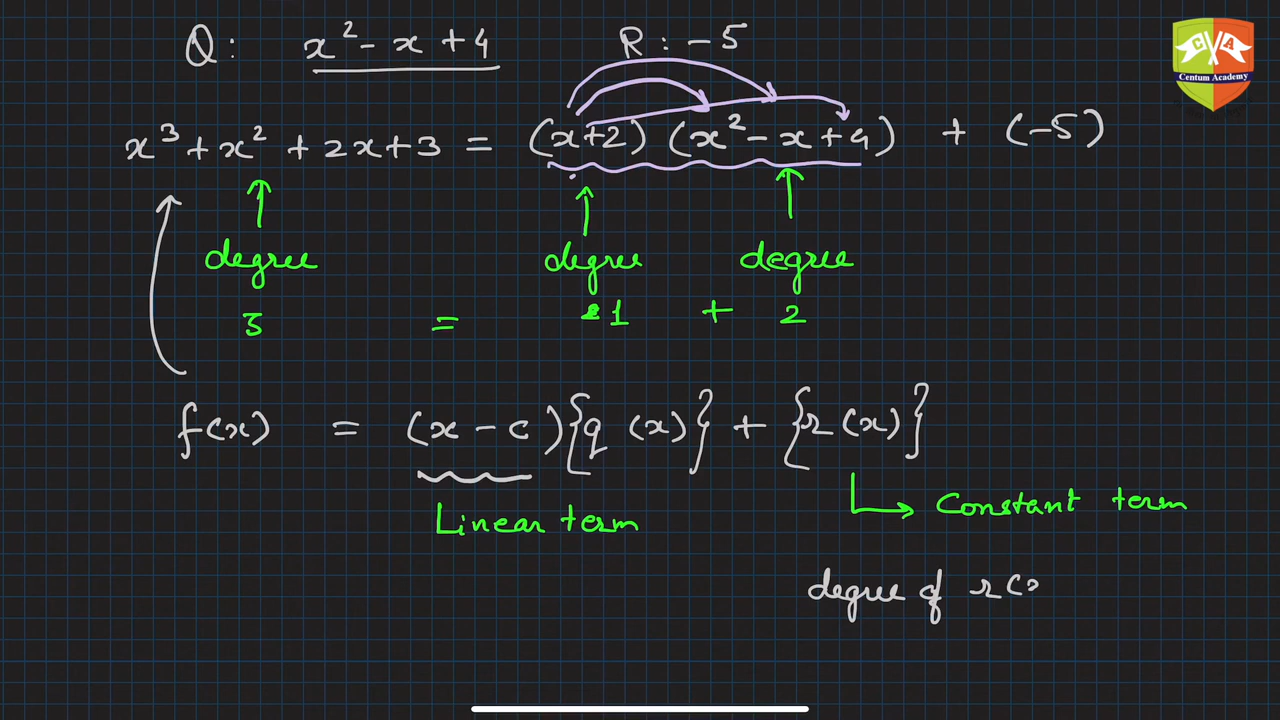 Q: x² - x + 4 R: -5
CA
Centum Academy
x³ + x² + 2x + 3 = (x+2) (x² - x + 4) + (-5)
degree degree degree
3 = 1 + 2
f(x) = (x - c){q(x)} + {r(x)}
Linear term
Constant term
degree of r(